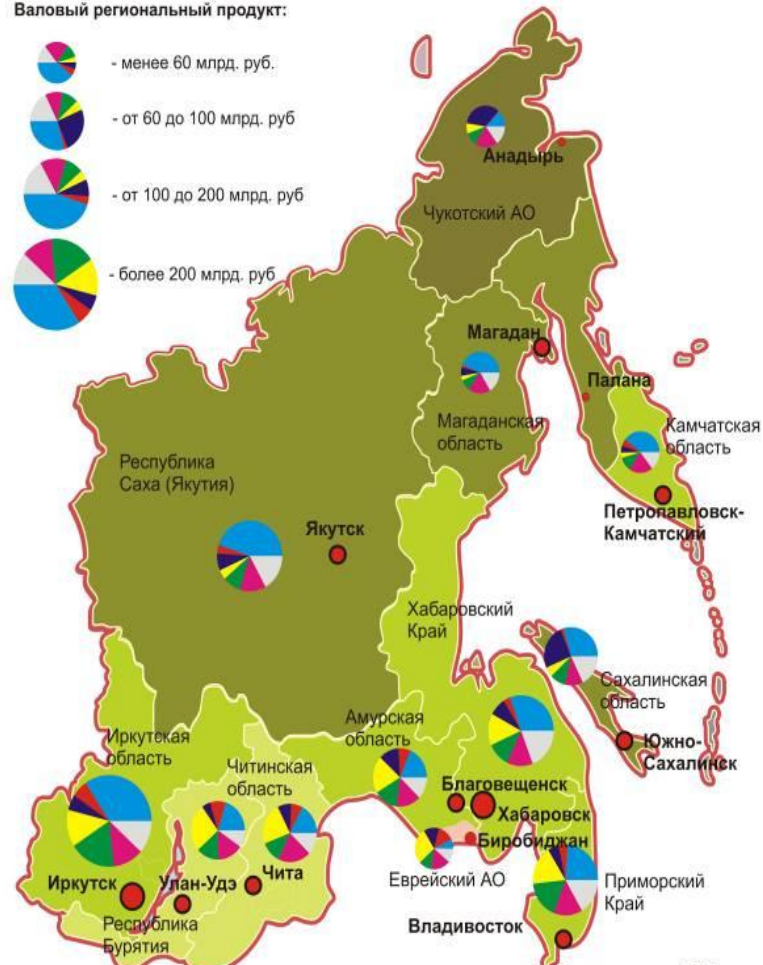 Валовый региональный продукт:
- менее 60 млрд. руб.
- от 60 до 100 млрд. руб
- от 100 до 200 млрд. руб
- более 200 млрд. руб
Анадырь
Чукотский АО
Магадан
Палана
Магаданская
область
Камчатская
область
Республика
Саха (Якутия)
Петропавловск-
Камчатский
Якутск
Хабаровский
Край
Сахалинская
область
Амурская
область
Иркутская
область
Южно-
Сахалинск
Читинская
область
Благовещенск
Хабаровск
Биробиджан
Еврейский АО
Чита
Иркутск
Улан-Удэ
Приморский
Край
Республика
Бурятия
Владивосток